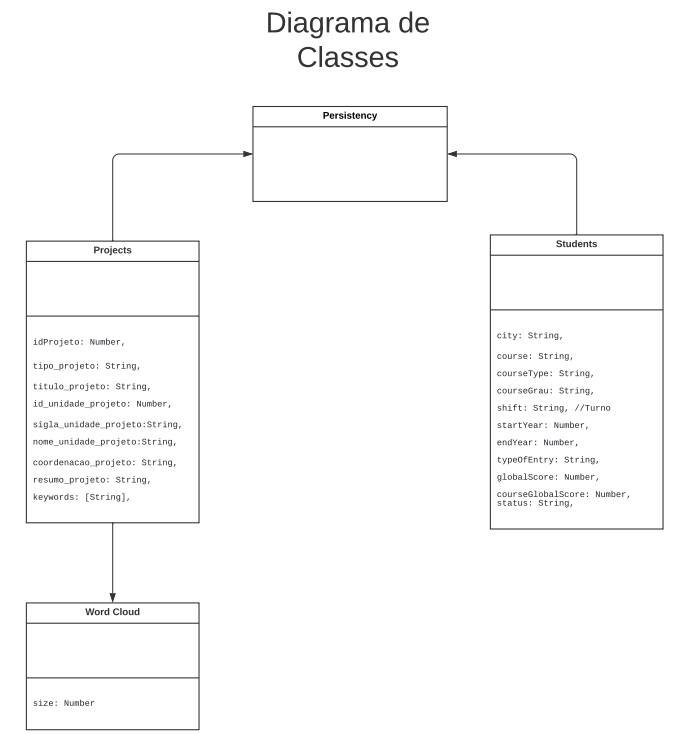 Diagrama de
Classes
Persistency
Projects
idProjeto: Number,
tipo_projeto: String,
titulo_projeto: String,
id_unidade_projeto: Number,
sigla_unidade_projeto:String,
nome_unidade_projeto:String,
coordenacao_projeto: String,
resumo_projeto: String,
keywords: [String],
Students
city: String,
course: String,
courseType: String,
courseGrau: String,
shift: String, //Turno
startYear: Number,
endYear: Number,
typeOfEntry: String,
globalScore: Number,
courseGlobalScore: Number,
status: String,
Word Cloud
size: Number